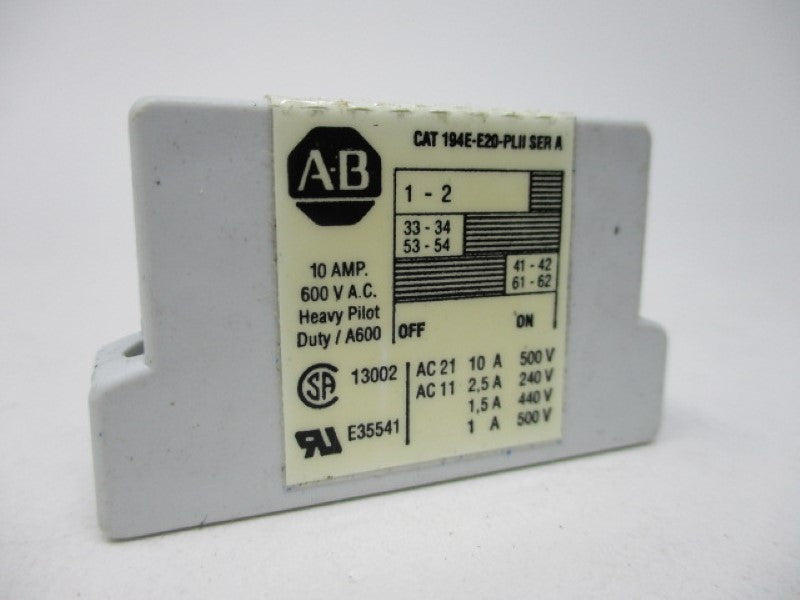 CAT 194E-E20-PLII SER A
A-B
1 - 2
33 - 34
53 - 54
41 - 42
61 - 62
OFF ON
10 AMP.
600 V A.C.
Heavy Pilot
Duty / A600
SA 13002
RU E35541
AC 21 10 A 500 V
AC 11 2,5 A 240 V
1,5 A 440 V
1 A 500 V